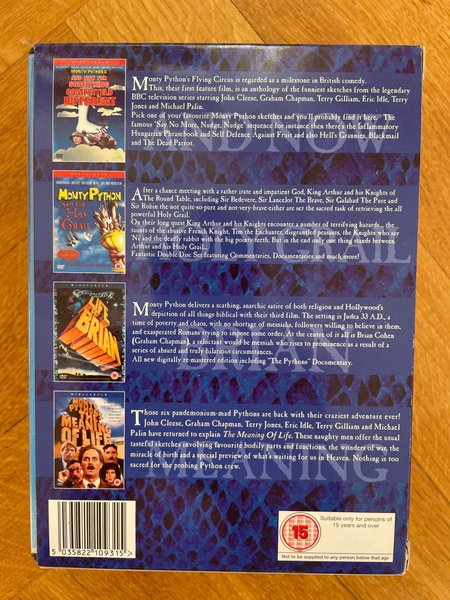 WIDESCREEN
MONTY PYTHON'S
AND NOW FOR
SOMETHING
COMPLETELY
DIFFERENT
Monty Python's Flying Circus is regarded as a milestone in British comedy.
This, their first feature film, is an anthology of the funniest sketches from the legendary
BBC television series starring John Cleese, Graham Chapman, Terry Gilliam, Eric Idle, Terry
Jones and Michael Palin.
Pick one of your favourite Monty Python sketches and you'll probably find it here. The
famous 'Say No More, Nudge, Nudge' sequence for instance then there's the Inflammatory
Hungarian Phrasebook and Self Defence Against Fruit and also Hell's Grannies, Blackmail
and The Dead Parrot.
WIDESCREEN
MONTY PYTHON
AND THE
HOLY
GRAIL
After a chance meeting with a rather irate and impatient God, King Arthur and his Knights of
The Round Table, including Sir Bedevere, Sir Lancelot The Brave, Sir Galahad The Pure and
Sir Robin the not quite so pure and not-very-brave-either are set the sacred task of retrieving the all
powerful Holy Grail.
On their long quest King Arthur and his Knights encounter a number of terrifying hazards... the
taunts of the abusive French Knight, Tim the Enchanter, disgruntled peasants, the Knights who say
'Ni' and the deadly rabbit with the big pointy teeth. But in the end only one thing stands between
Arthur and his Holy Grail...
Fantastic Double Disc Set featuring Commentaries, Documentaries and much, more!
WIDESCREEN
LIFE OF
BRIAN
Monty Python delivers a scathing, anarchic satire of both religion and Hollywood's
depiction of all things biblical with their third film. The setting is Judea 33 A.D., a
time of poverty and chaos, with no shortage of messiahs, followers willing to believe in them,
and exasperated Romans trying to impose some order. At the center of it all is Brian Cohen
(Graham Chapman), a reluctant would be messiah who rises to prominence as a result of a
series of absurd and truly hilarious circumstances.
All new digitally re-mastered edition including "The Pythons" Documentary.
WIDESCREEN
MONTY PYTHON'S
THE MEANING
OF LIFE
Those six pandemonium-mad Pythons are back with their craziest adventure ever!
John Cleese, Graham Chapman, Terry Jones, Eric Idle, Terry Gilliam and Michael
Palin have returned to explain The Meaning Of Life. These naughty men offer the usual
tasteful sketches involving favourite bodily parts and functions, the wonders of war, the
miracle of birth and a special preview of what's waiting for us in Heaven. Nothing is too
sacred for the probing Python crew.
MEANING
5 035822 109315 >
15
Suitable only for persons of
15 years and over
Not to be supplied to any person below that age